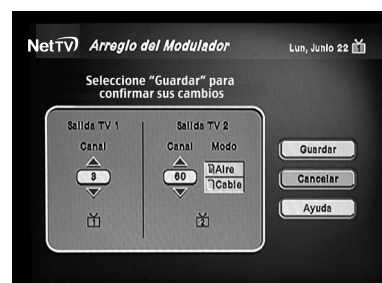 NetTV Arreglo del Modulador Lun, Junio 22 1
Seleccione "Guardar" para
confirmar sus cambios
Salida TV 1 Salida TV 2
Canal Canal Modo
3 60 Aire
Cable
1 2
Guardar
Cancelar
Ayuda